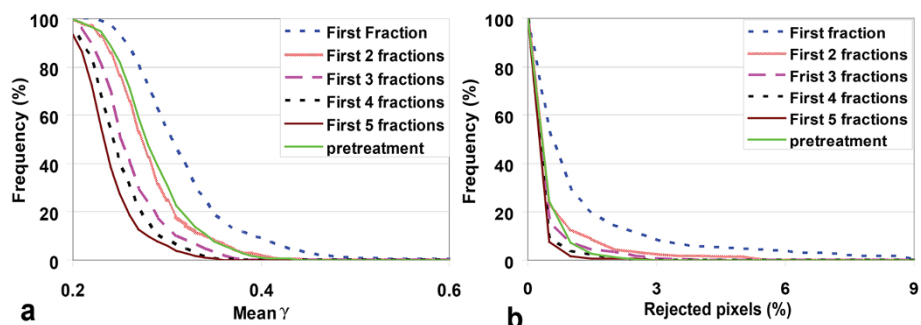 100
80
60
40
20
0
Frequency (%)
0.2
0.4
0.6
Mean γ
a
First Fraction
First 2 fractions
First 3 fractions
First 4 fractions
First 5 fractions
pretreatment
100
80
60
40
20
0
Frequency (%)
0
3
6
9
Rejected pixels (%)
b
First fraction
First 2 fractions
First 3 fractions
First 4 fractions
First 5 fractions
pretreatment